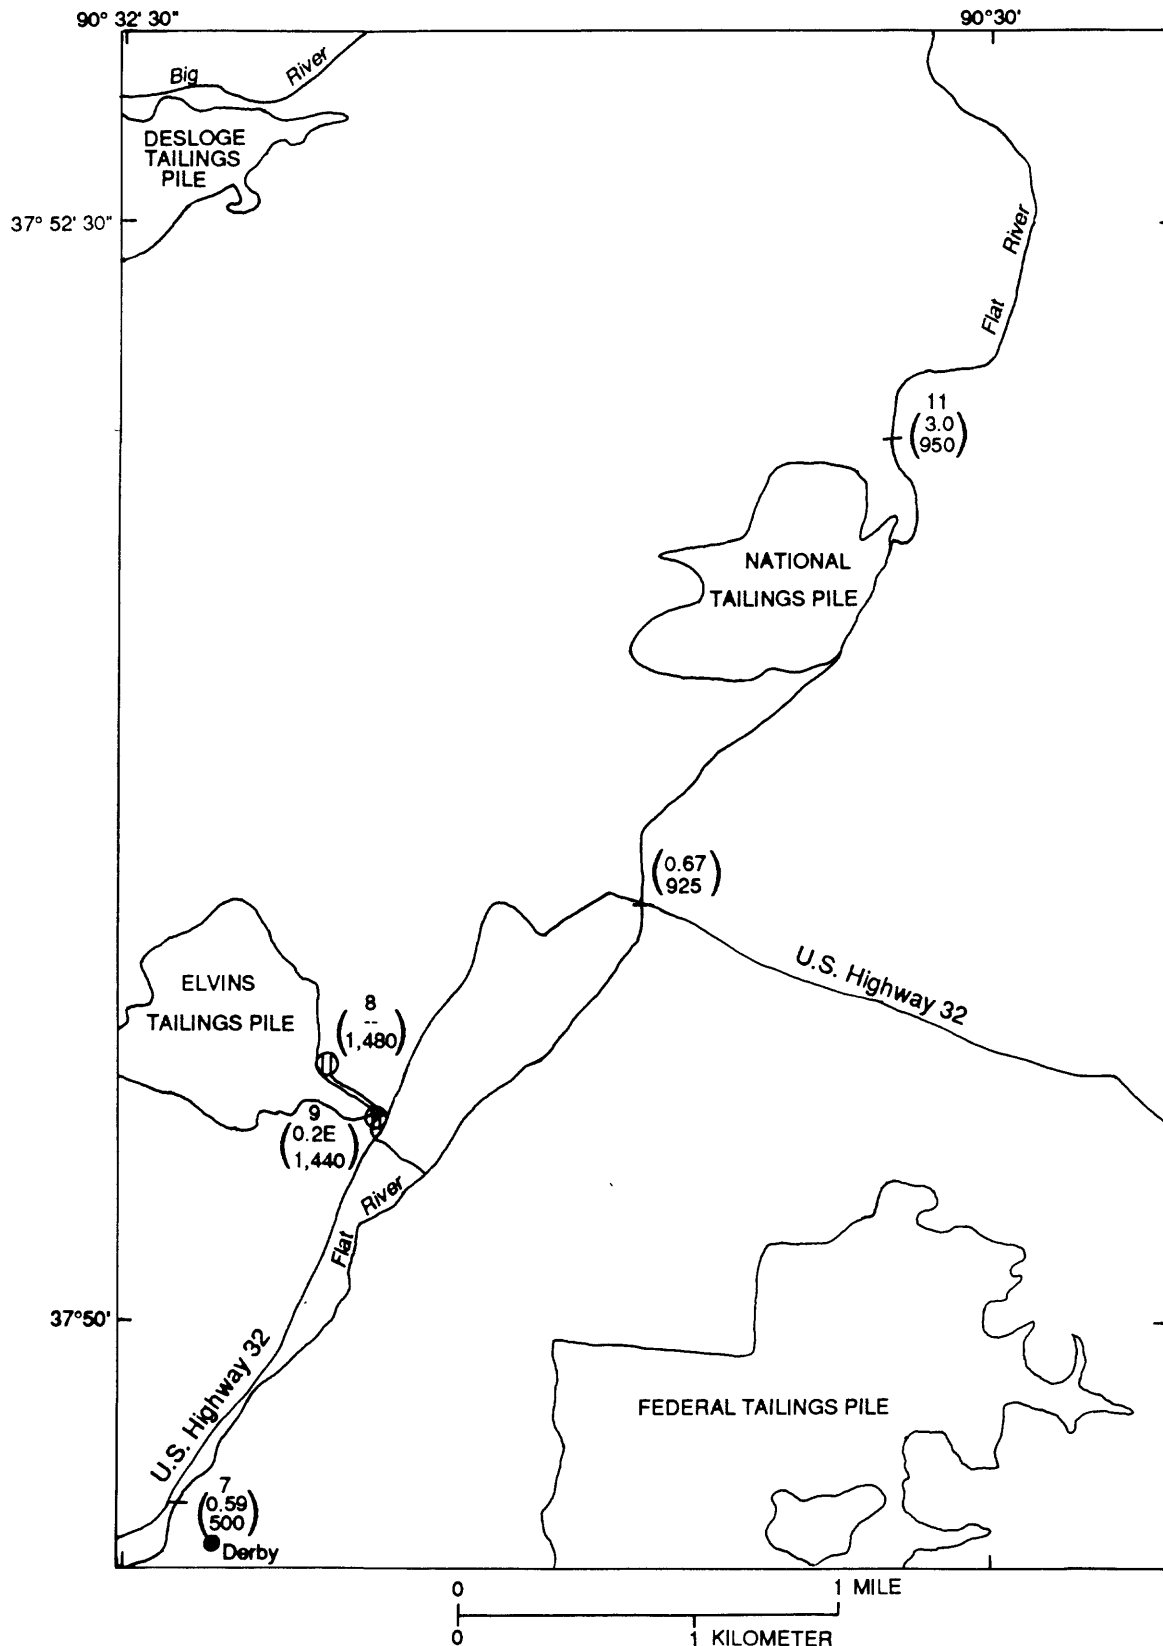 90° 32' 30"
90°30'
Big River
DESLOGE
TAILINGS
PILE
37° 52' 30"
Flat River
11
3.0
950
NATIONAL
TAILINGS PILE
0.67
925
U.S. Highway 32
ELVINS
TAILINGS PILE
8
--
1,480
9
0.2E
1,440
Flat River
37°50'
U.S. Highway 32
FEDERAL TAILINGS PILE
7
0.59
500
Derby
0 1 MILE
0 1 KILOMETER